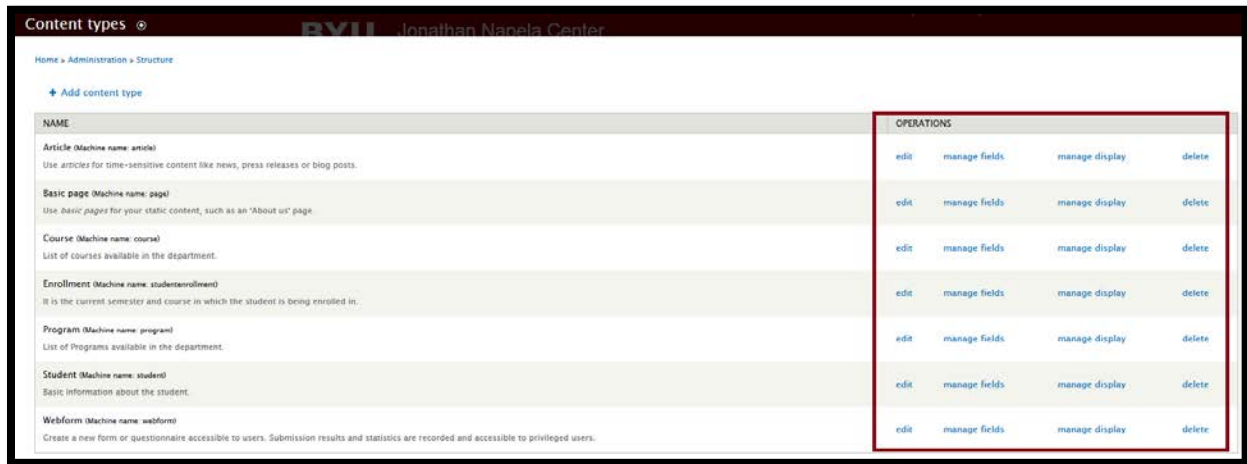 Content types
BYU Jonathan Napela Center
Home » Administration » Structure
+ Add content type
NAME OPERATIONS
Article (Machine name: article)
Use articles for time-sensitive content like news, press releases or blog posts.
edit manage fields manage display delete
Basic page (Machine name: page)
Use basic pages for your static content, such as an 'About us' page.
edit manage fields manage display delete
Course (Machine name: course)
List of courses available in the department.
edit manage fields manage display delete
Enrollment (Machine name: studentenrollment)
It is the current semester and course in which the student is being enrolled in.
edit manage fields manage display delete
Program (Machine name: program)
List of Programs available in the department.
edit manage fields manage display delete
Student (Machine name: student)
Basic information about the student.
edit manage fields manage display delete
Webform (Machine name: webform)
Create a new form or questionnaire accessible to users. Submission results and statistics are recorded and accessible to privileged users.
edit manage fields manage display delete